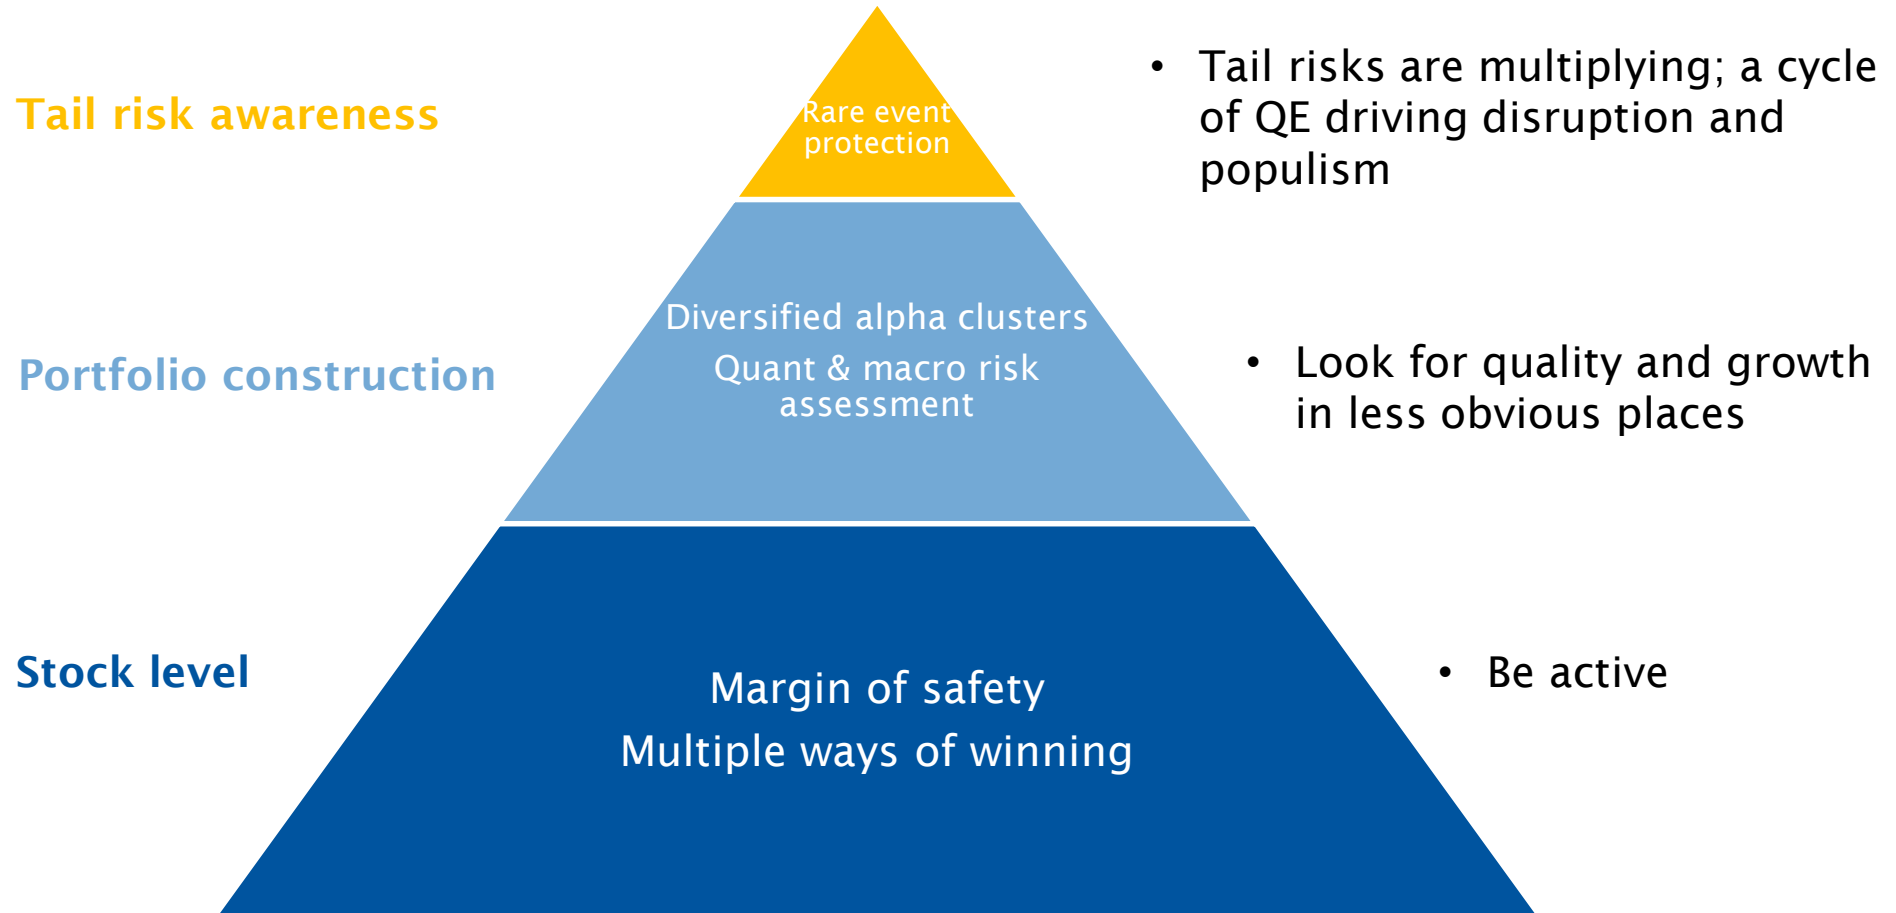 Tail risk awareness
Rare event
protection
• Tail risks are multiplying; a cycle
of QE driving disruption and
populism
Portfolio construction
Diversified alpha clusters
Quant & macro risk
assessment
• Look for quality and growth
in less obvious places
Stock level
Margin of safety
Multiple ways of winning
• Be active